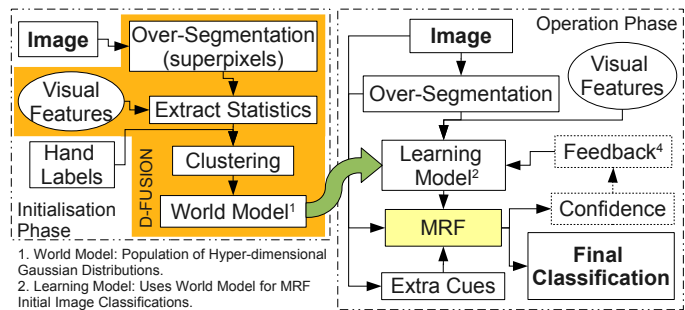 Image
Over-Segmentation
(superpixels)
Visual
Features
Extract Statistics
Hand
Labels
Clustering
D-FUSION
World Model1
Initialisation
Phase
1. World Model: Population of Hyper-dimensional
Gaussian Distributions.
2. Learning Model: Uses World Model for MRF
Initial Image Classifications.
Operation Phase
Image
Visual
Features
Over-Segmentation
Learning
Model2
Feedback4
MRF
Confidence
Final
Classification
Extra Cues